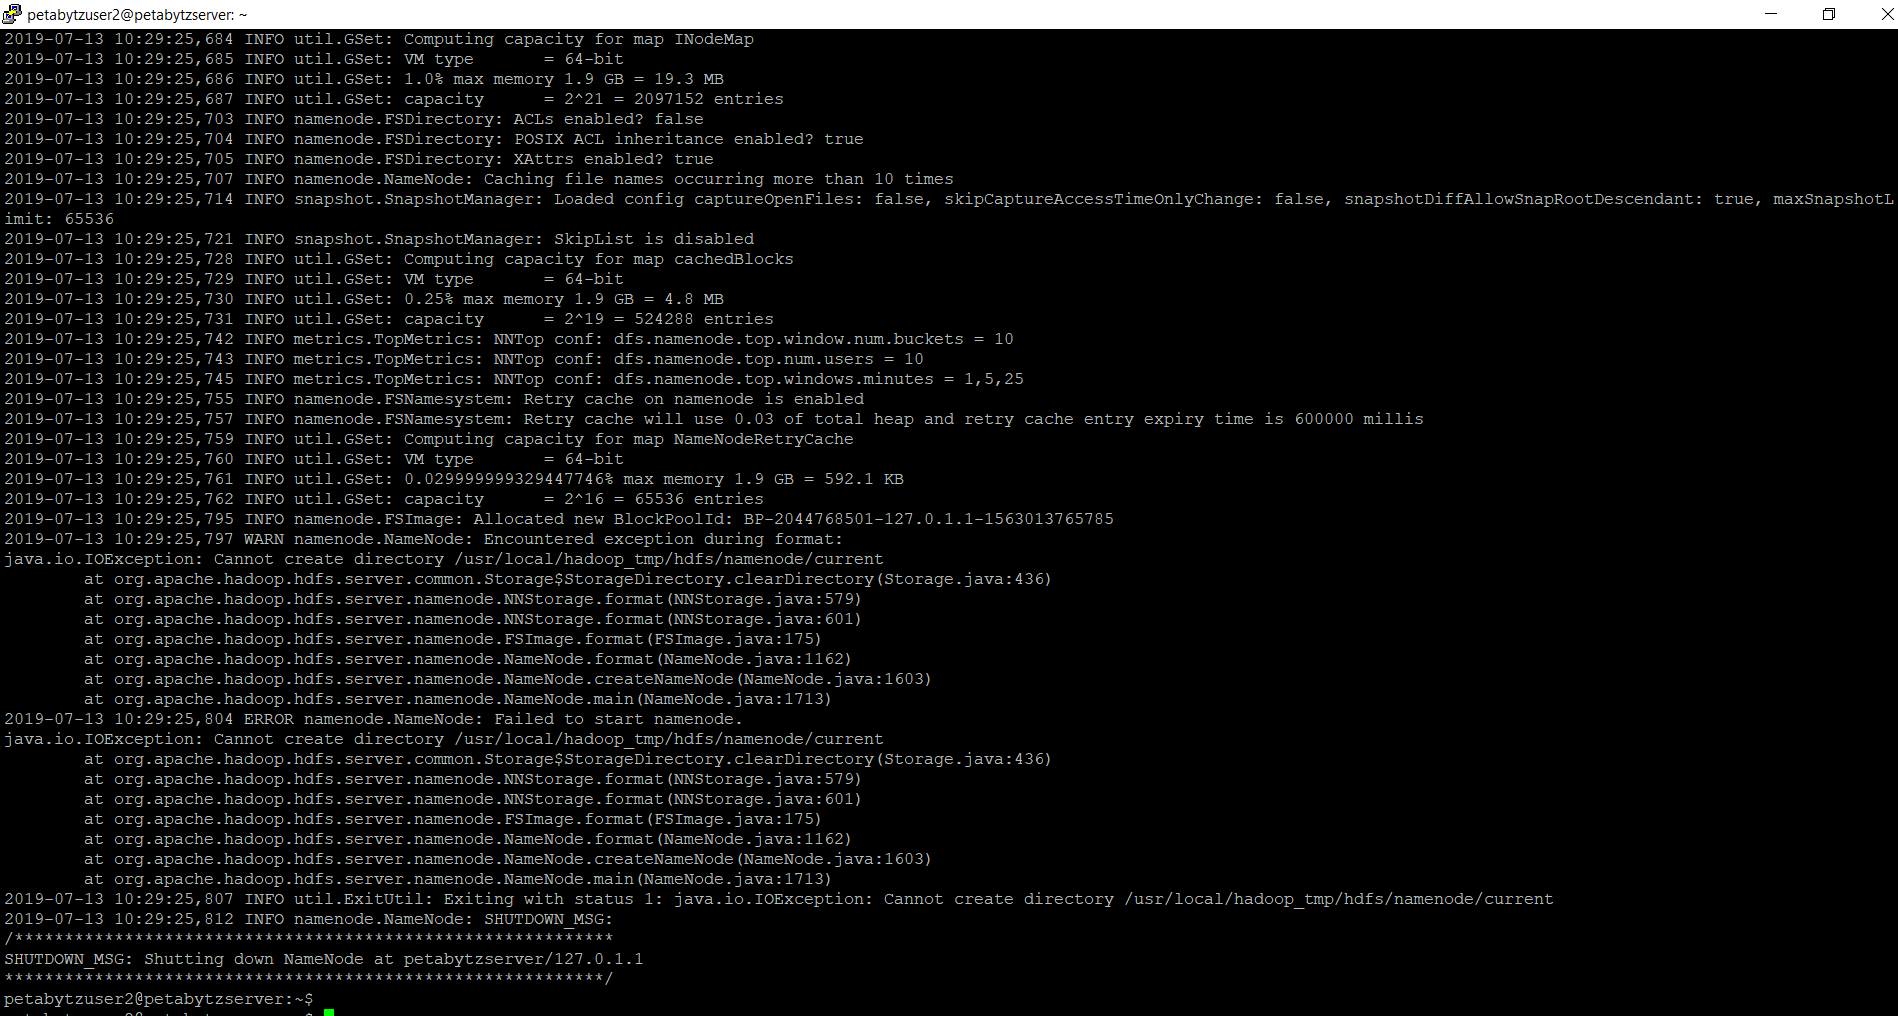 petabytzuser2@petabytzserver: ~
2019-07-13 10:29:25,684 INFO util.GSet: Computing capacity for map INodeMap
2019-07-13 10:29:25,685 INFO util.GSet: VM type       = 64-bit
2019-07-13 10:29:25,686 INFO util.GSet: 1.0% max memory 1.9 GB = 19.3 MB
2019-07-13 10:29:25,687 INFO util.GSet: capacity      = 2^21 = 2097152 entries
2019-07-13 10:29:25,703 INFO namenode.FSDirectory: ACLs enabled? false
2019-07-13 10:29:25,704 INFO namenode.FSDirectory: POSIX ACL inheritance enabled? true
2019-07-13 10:29:25,705 INFO namenode.FSDirectory: XAttrs enabled? true
2019-07-13 10:29:25,707 INFO namenode.NameNode: Caching file names occurring more than 10 times
2019-07-13 10:29:25,714 INFO snapshot.SnapshotManager: Loaded config captureOpenFiles: false, skipCaptureAccessTimeOnlyChange: false, snapshotDiffAllowSnapRootDescendant: true, maxSnapshotL
imit: 65536
2019-07-13 10:29:25,721 INFO snapshot.SnapshotManager: SkipList is disabled
2019-07-13 10:29:25,728 INFO util.GSet: Computing capacity for map cachedBlocks
2019-07-13 10:29:25,729 INFO util.GSet: VM type       = 64-bit
2019-07-13 10:29:25,730 INFO util.GSet: 0.25% max memory 1.9 GB = 4.8 MB
2019-07-13 10:29:25,731 INFO util.GSet: capacity      = 2^19 = 524288 entries
2019-07-13 10:29:25,742 INFO metrics.TopMetrics: NNTop conf: dfs.namenode.top.window.num.buckets = 10
2019-07-13 10:29:25,743 INFO metrics.TopMetrics: NNTop conf: dfs.namenode.top.num.users = 10
2019-07-13 10:29:25,745 INFO metrics.TopMetrics: NNTop conf: dfs.namenode.top.windows.minutes = 1,5,25
2019-07-13 10:29:25,755 INFO namenode.FSNamesystem: Retry cache on namenode is enabled
2019-07-13 10:29:25,757 INFO namenode.FSNamesystem: Retry cache will use 0.03 of total heap and retry cache entry expiry time is 600000 millis
2019-07-13 10:29:25,759 INFO util.GSet: Computing capacity for map NameNodeRetryCache
2019-07-13 10:29:25,760 INFO util.GSet: VM type       = 64-bit
2019-07-13 10:29:25,761 INFO util.GSet: 0.029999999329447746% max memory 1.9 GB = 592.1 KB
2019-07-13 10:29:25,762 INFO util.GSet: capacity      = 2^16 = 65536 entries
2019-07-13 10:29:25,795 INFO namenode.FSImage: Allocated new BlockPoolId: BP-2044768501-127.0.1.1-1563013765785
2019-07-13 10:29:25,797 WARN namenode.NameNode: Encountered exception during format:
java.io.IOException: Cannot create directory /usr/local/hadoop_tmp/hdfs/namenode/current
        at org.apache.hadoop.hdfs.server.common.Storage$StorageDirectory.clearDirectory(Storage.java:436)
        at org.apache.hadoop.hdfs.server.namenode.NNStorage.format(NNStorage.java:579)
        at org.apache.hadoop.hdfs.server.namenode.NNStorage.format(NNStorage.java:601)
        at org.apache.hadoop.hdfs.server.namenode.FSImage.format(FSImage.java:175)
        at org.apache.hadoop.hdfs.server.namenode.NameNode.format(NameNode.java:1162)
        at org.apache.hadoop.hdfs.server.namenode.NameNode.createNameNode(NameNode.java:1603)
        at org.apache.hadoop.hdfs.server.namenode.NameNode.main(NameNode.java:1713)
2019-07-13 10:29:25,804 ERROR namenode.NameNode: Failed to start namenode.
java.io.IOException: Cannot create directory /usr/local/hadoop_tmp/hdfs/namenode/current
        at org.apache.hadoop.hdfs.server.common.Storage$StorageDirectory.clearDirectory(Storage.java:436)
        at org.apache.hadoop.hdfs.server.namenode.NNStorage.format(NNStorage.java:579)
        at org.apache.hadoop.hdfs.server.namenode.NNStorage.format(NNStorage.java:601)
        at org.apache.hadoop.hdfs.server.namenode.FSImage.format(FSImage.java:175)
        at org.apache.hadoop.hdfs.server.namenode.NameNode.format(NameNode.java:1162)
        at org.apache.hadoop.hdfs.server.namenode.NameNode.createNameNode(NameNode.java:1603)
        at org.apache.hadoop.hdfs.server.namenode.NameNode.main(NameNode.java:1713)
2019-07-13 10:29:25,807 INFO util.ExitUtil: Exiting with status 1: java.io.IOException: Cannot create directory /usr/local/hadoop_tmp/hdfs/namenode/current
2019-07-13 10:29:25,812 INFO namenode.NameNode: SHUTDOWN_MSG:
/************************************************************
SHUTDOWN_MSG: Shutting down NameNode at petabytzserver/127.0.1.1
************************************************************/
petabytzuser2@petabytzserver:~$